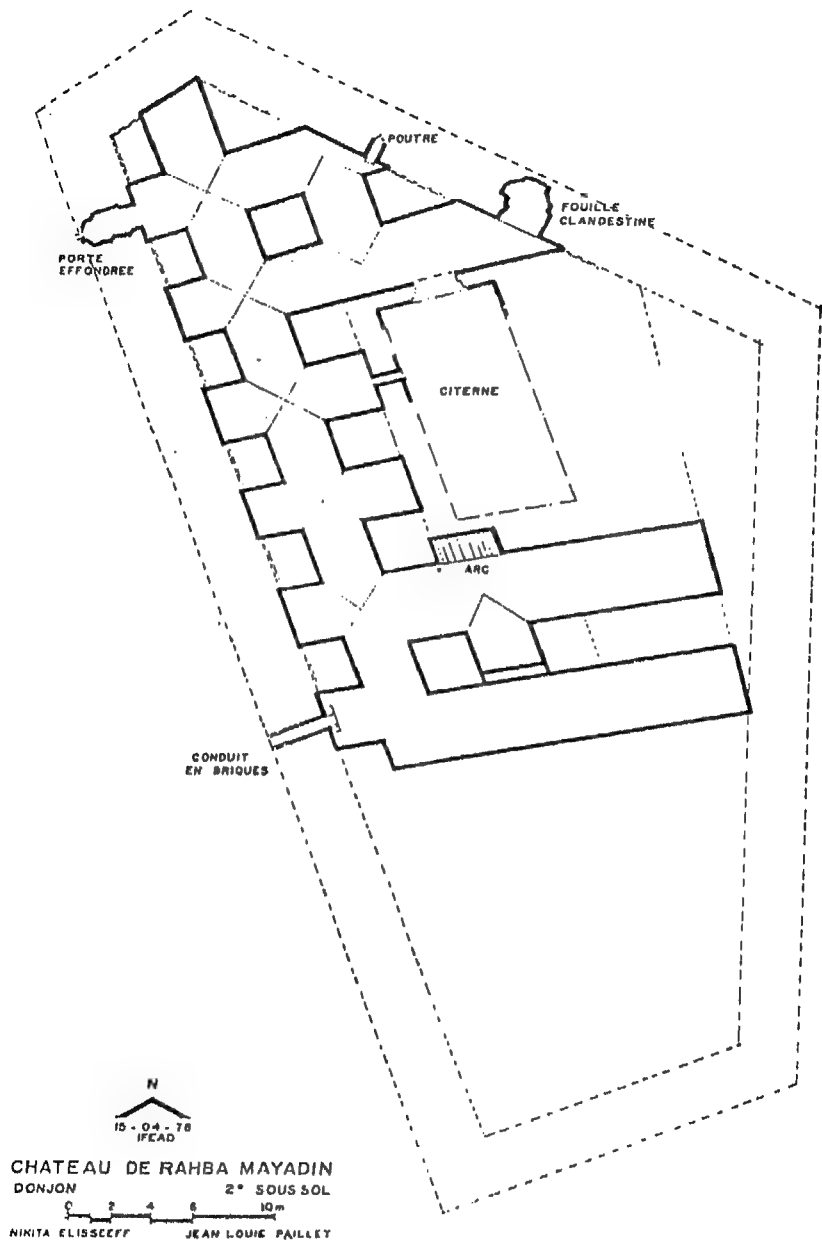 POUTRE
FOUILLE
CLANDESTINE
PORTE
EFFONDREE
CITERNE
ARC
CONDUIT
EN BRIQUES
N
15 - 04 - 78
IFEAD
CHATEAU DE RAHBA MAYADIN
DONJON 2° SOUS SOL
0 2 4 6 10m
NIKITA ELISSEEFF JEAN LOUIS PAILLET